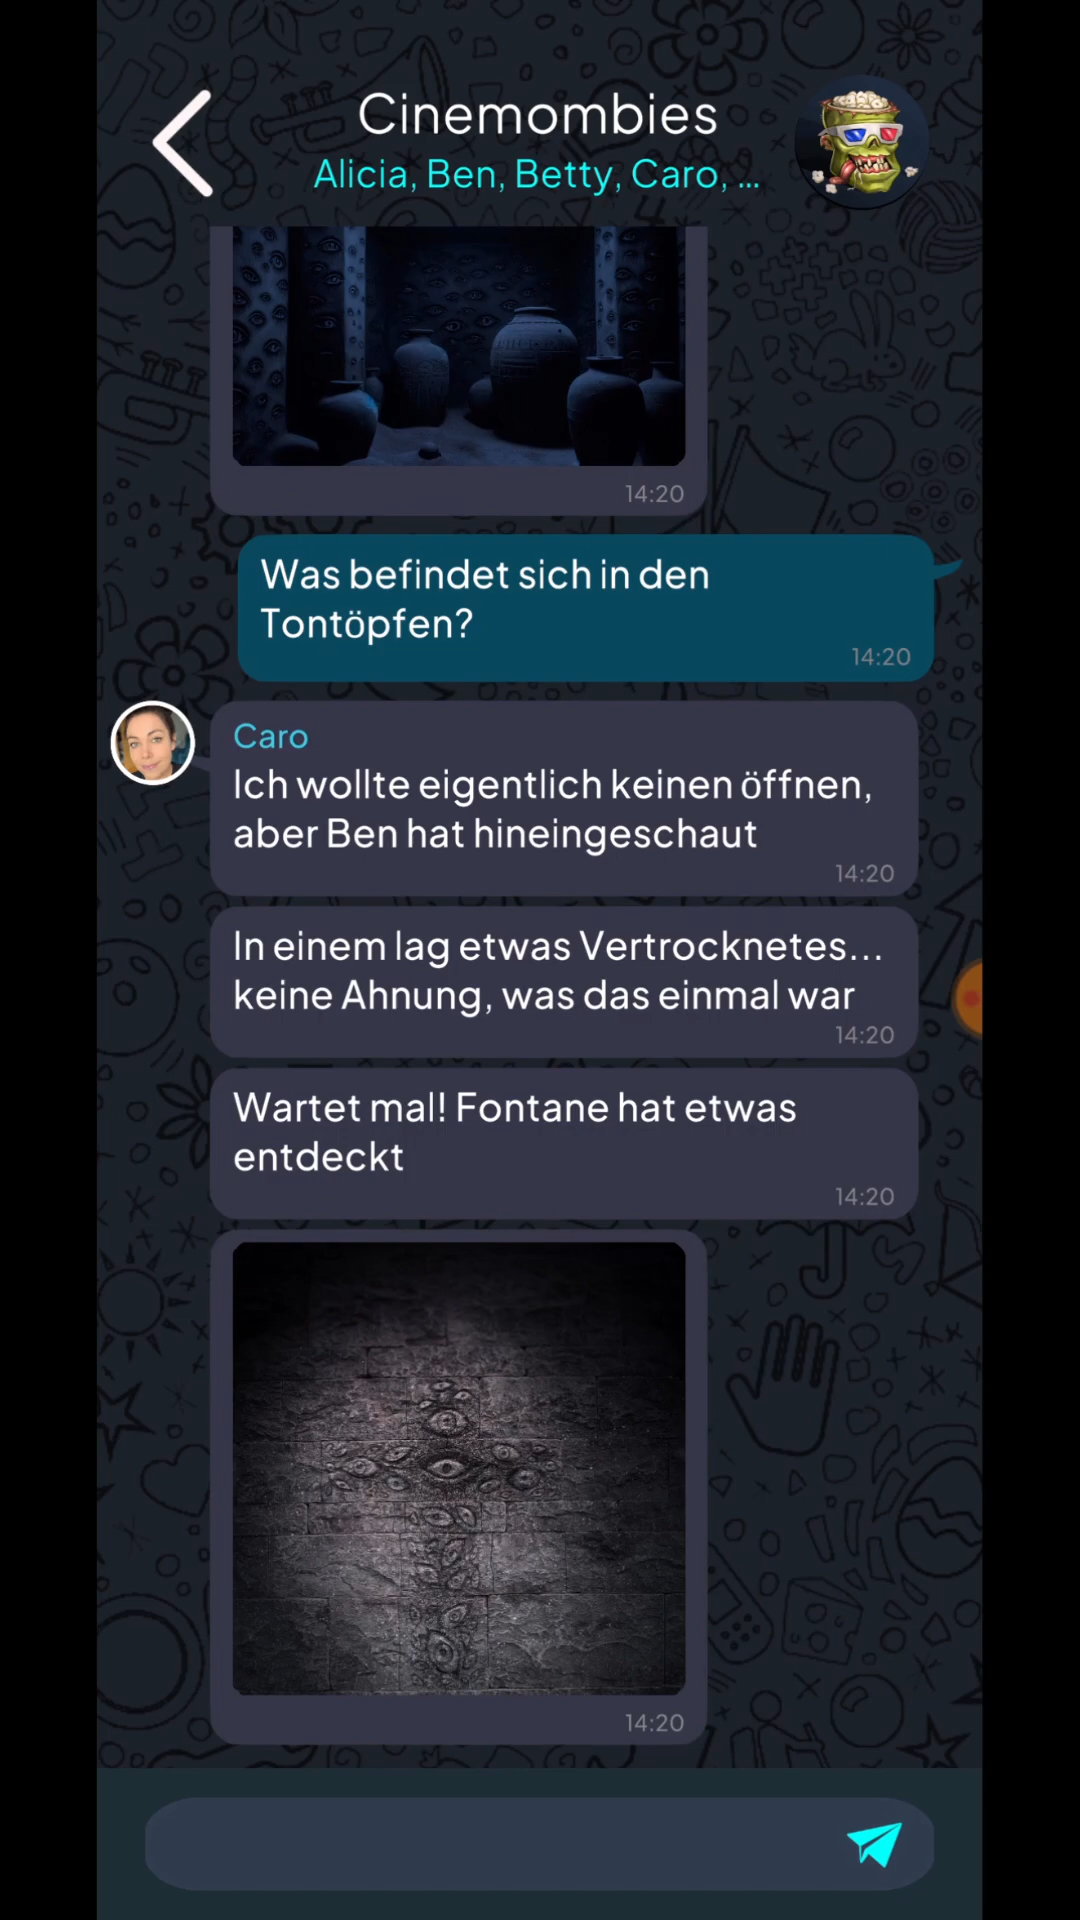 Cinemombies
Alicia, Ben, Betty, Caro, ...
14:20
Was befindet sich in den
Tontöpfen?
14:20
Caro
Ich wollte eigentlich keinen öffnen,
aber Ben hat hineingeschaut
14:20
In einem lag etwas Vertrocknetes...
keine Ahnung, was das einmal war
14:20
Wartet mal! Fontane hat etwas
entdeckt
14:20
14:20